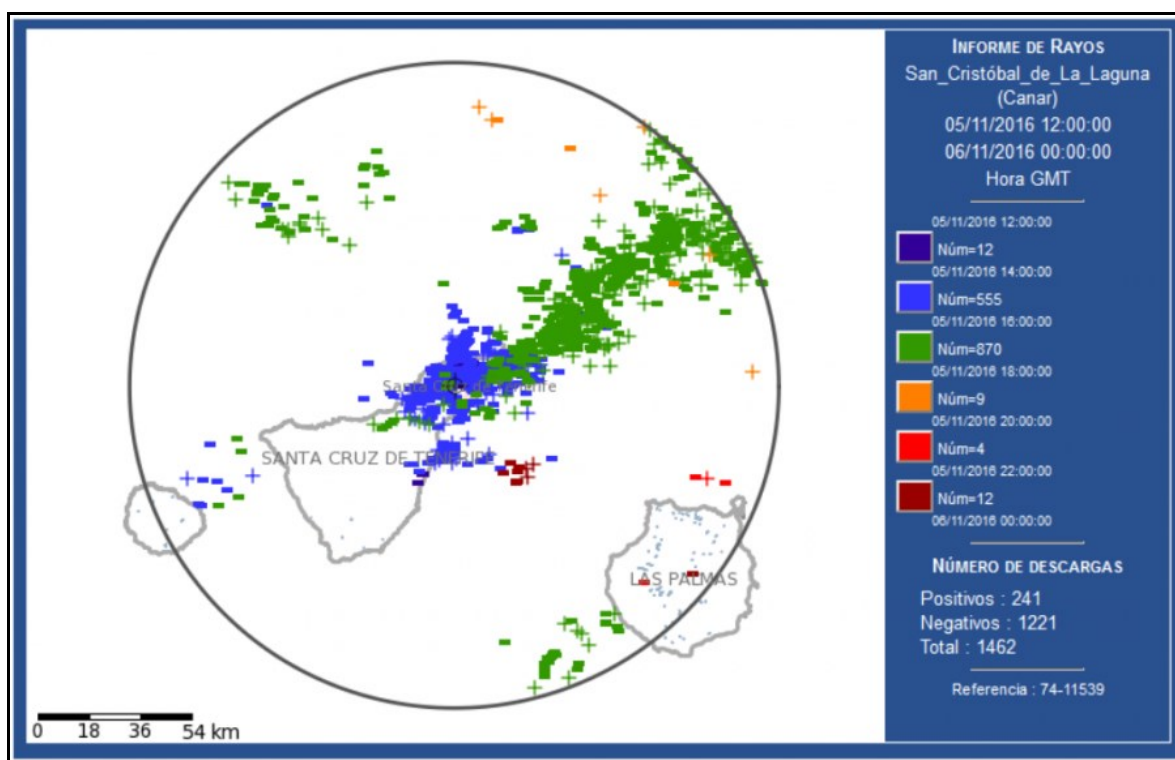 Santa Cruz de Tenerife
SANTA CRUZ DE TENERIFE
LAS PALMAS
0 18 36 54 km
INFORME DE RAYOS
San_Cristóbal_de_La_Laguna
(Canar)
05/11/2016 12:00:00
06/11/2016 00:00:00
Hora GMT
05/11/2016 12:00:00
Núm=12
05/11/2016 14:00:00
Núm=555
05/11/2016 16:00:00
Núm=870
05/11/2016 18:00:00
Núm=9
05/11/2016 20:00:00
Núm=4
05/11/2016 22:00:00
Núm=12
06/11/2016 00:00:00
NÚMERO DE DESCARGAS
Positivos : 241
Negativos : 1221
Total : 1462
Referencia : 74-11539